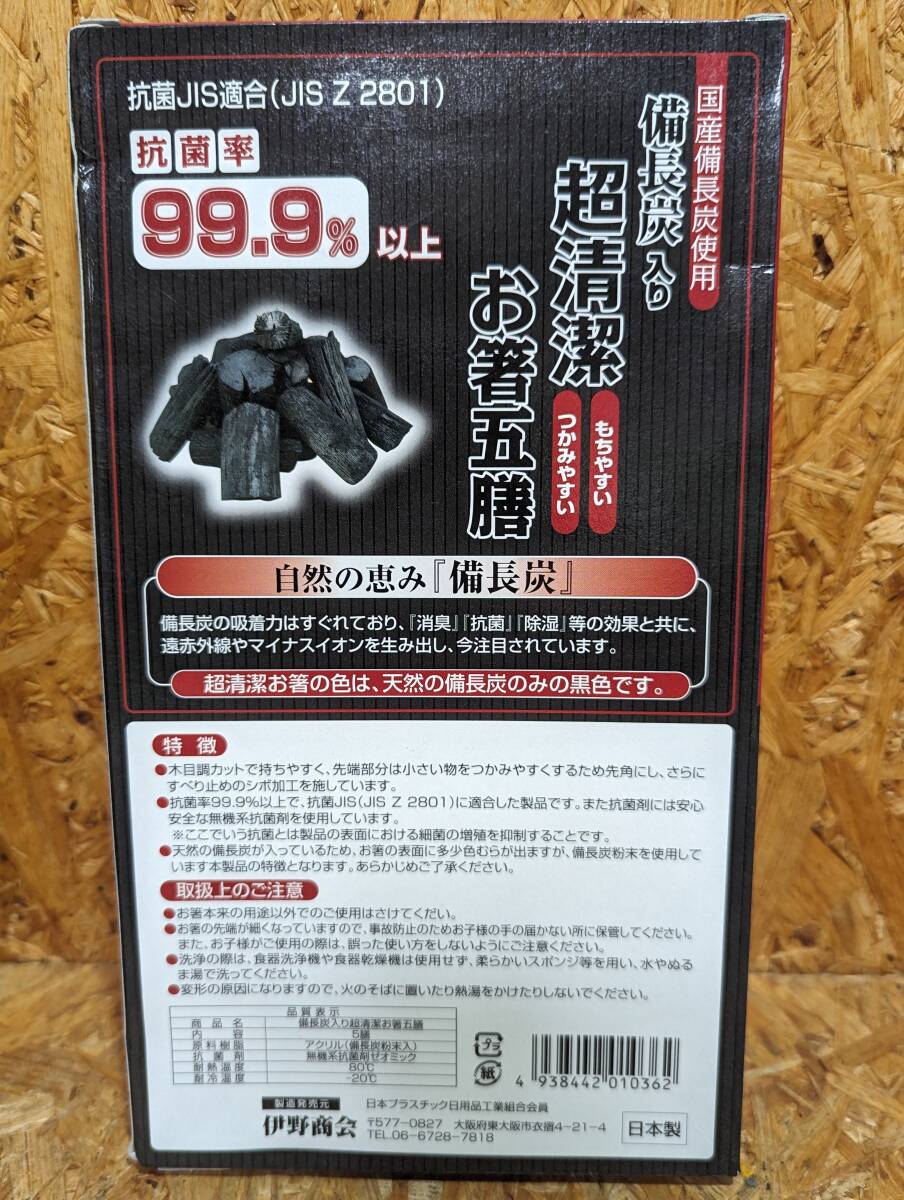 抗菌JIS適合(JIS Z 2801)
抗菌率
99.9%以上
国産備長炭使用
備長炭入り
超清潔
お箸五膳
もちやすい
つかみやすい
自然の恵み『備長炭』
備長炭の吸着力はすぐれており、『消臭』『抗菌』『除湿』等の効果と共に、
遠赤外線やマイナスイオンを生み出し、今注目されています。
超清潔お箸の色は、天然の備長炭のみの黒色です。
特徴
●木目調カットで持ちやすく、先端部分は小さい物をつかみやすくするため先角にし、さらに
すべり止めのシボ加工を施しています。
●抗菌率99.9%以上で、抗菌JIS(JIS Z 2801)に適合した製品です。また抗菌剤には安心
安全な無機系抗菌剤を使用しています。
※ここでいう抗菌とは製品の表面における細菌の増殖を抑制することです。
●天然の備長炭が入っているため、お箸の表面に多少色むらが出ますが、備長炭粉末を使用して
います本製品の特徴となります。あらかじめご了承ください。
取扱上のご注意
●お箸本来の用途以外でのご使用はさけてくだい。
●お箸の先端が細くなっていますので、事故防止のためお子様の手の届かない所に保管してください。
また、お子様がご使用の際は、誤った使い方をしないようにご注意ください。
●洗浄の際は、食器洗浄機や食器乾燥機は使用せず、柔らかいスポンジ等を用い、水やぬる
ま湯で洗ってください。
●変形の原因になりますので、火のそばに置いたり熱湯をかけたりしないでください。
品質表示
商品名 備長炭入り超清潔お箸五膳
内容 5膳
原料樹脂 アクリル(備長炭粉末入)
抗菌剤 無機系抗菌剤ゼオミック
耐熱温度 80℃
耐冷温度 -20℃
プラ
紙
4 938442 010362
製造発売元 日本プラスチック日用品工業組合会員
伊野商会 〒577-0827 大阪府東大阪市衣摺4-21-4
TEL.06-6728-7818
日本製